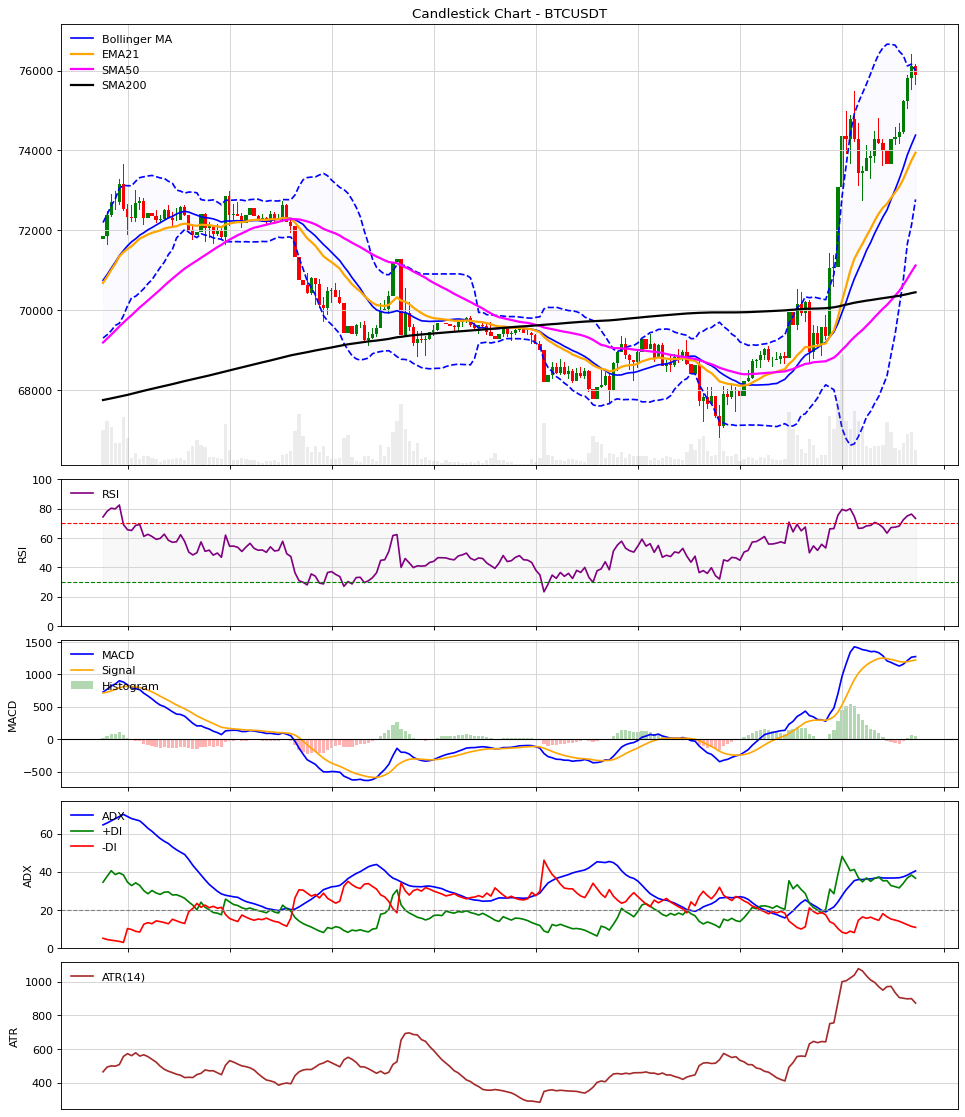 Candlestick Chart - BTCUSDT
Bollinger MA
EMA21
SMA50
SMA200
76000
74000
72000
70000
68000
RSI
100
80
60
40
20
0
RSI
MACD
Signal
Histogram
1500
1000
500
0
−500
MACD
ADX
+DI
-DI
60
40
20
0
ADX
ATR(14)
1000
800
600
400
ATR